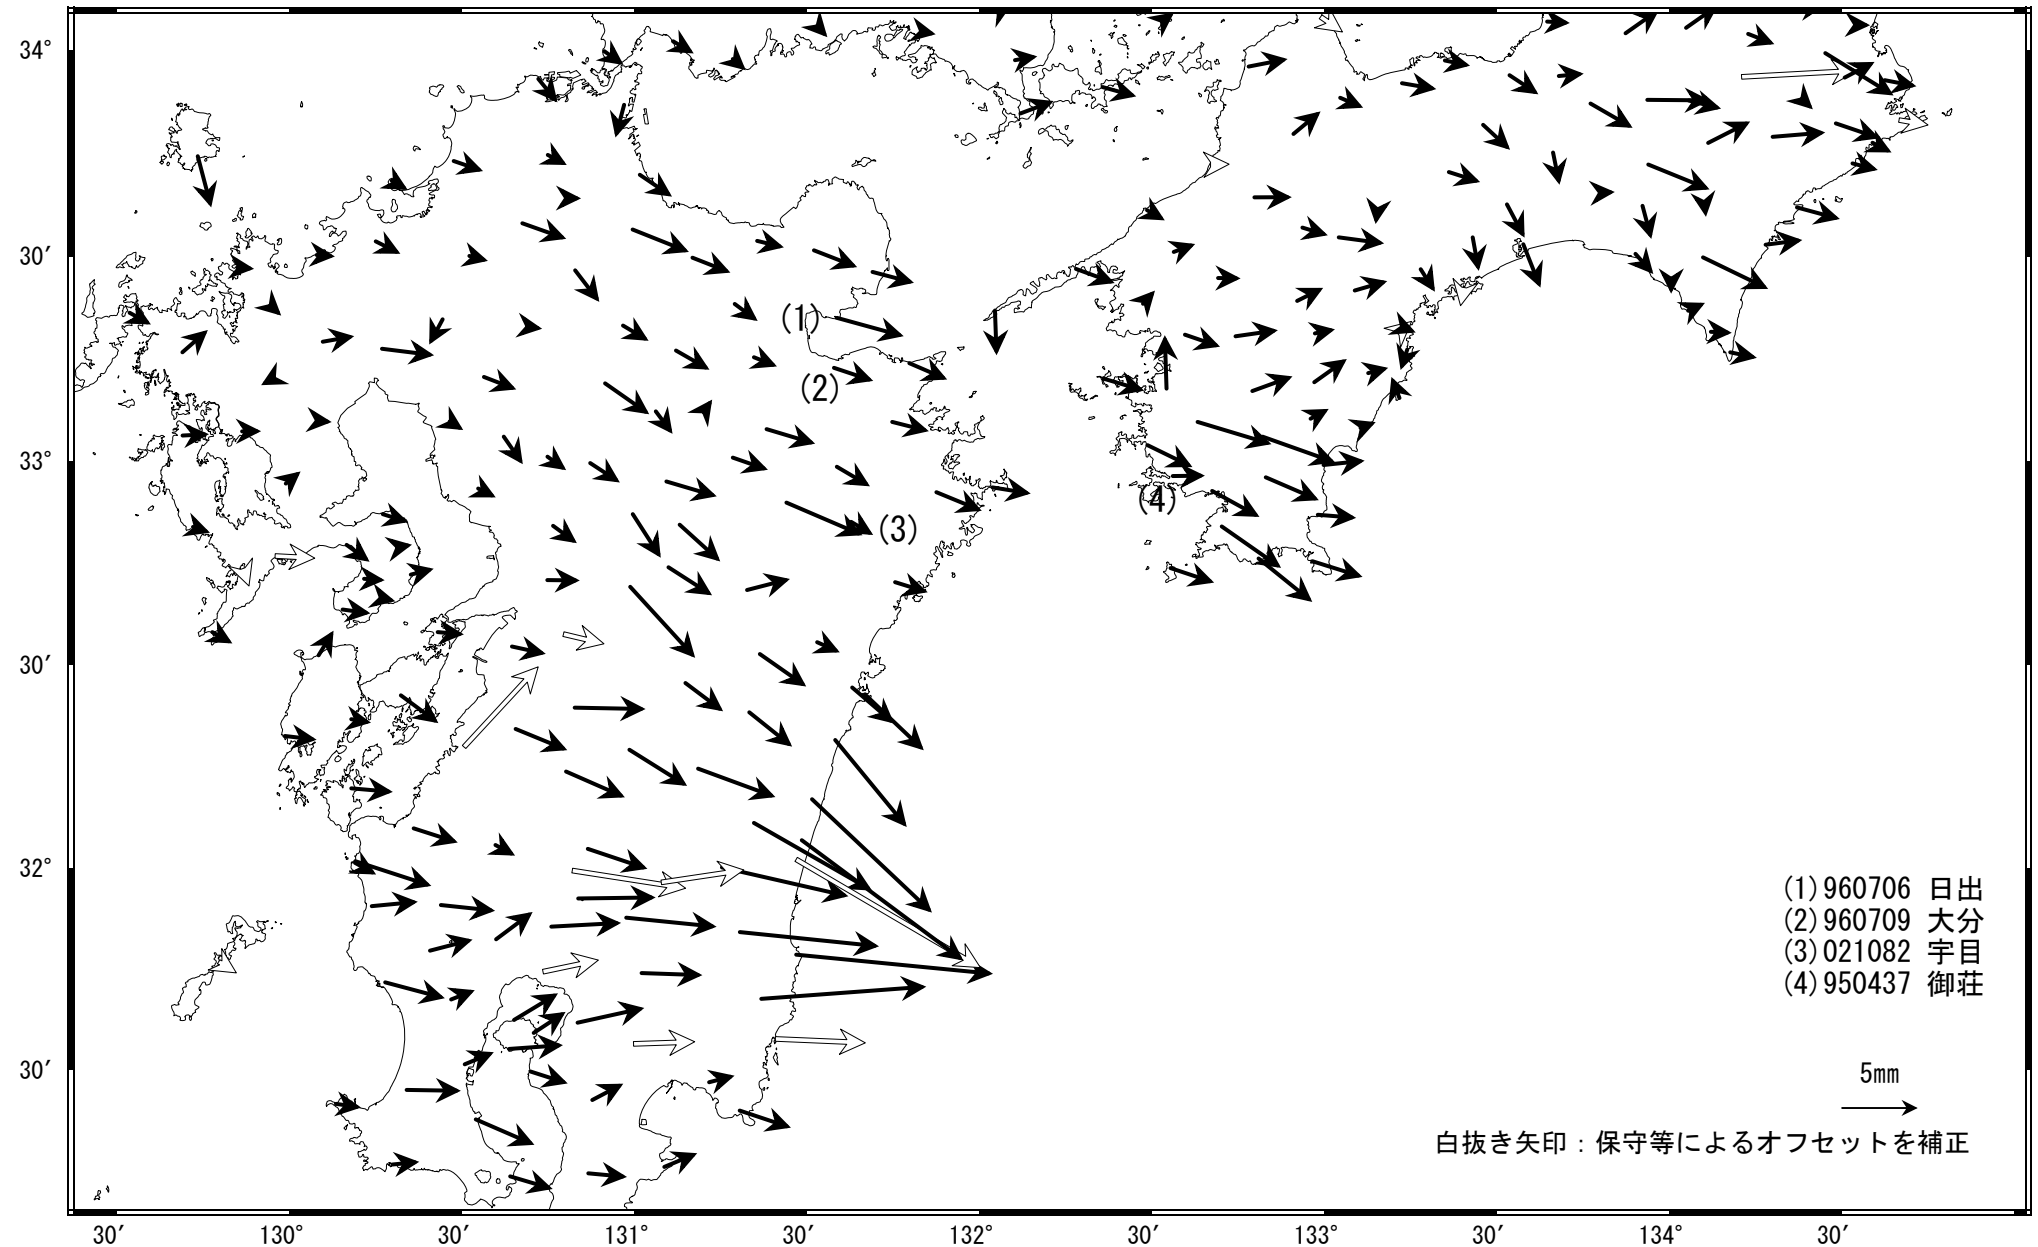 34°
30′
(1)
(2)
33°
(3)
(4)
30′
32°
(1)960706 日出
(2)960709 大分
(3)021082 宇目
(4)950437 御荘
30′
5mm
白抜き矢印：保守等によるオフセットを補正
30′ 130° 30′ 131° 30′ 132° 30′ 133° 30′ 134° 30′